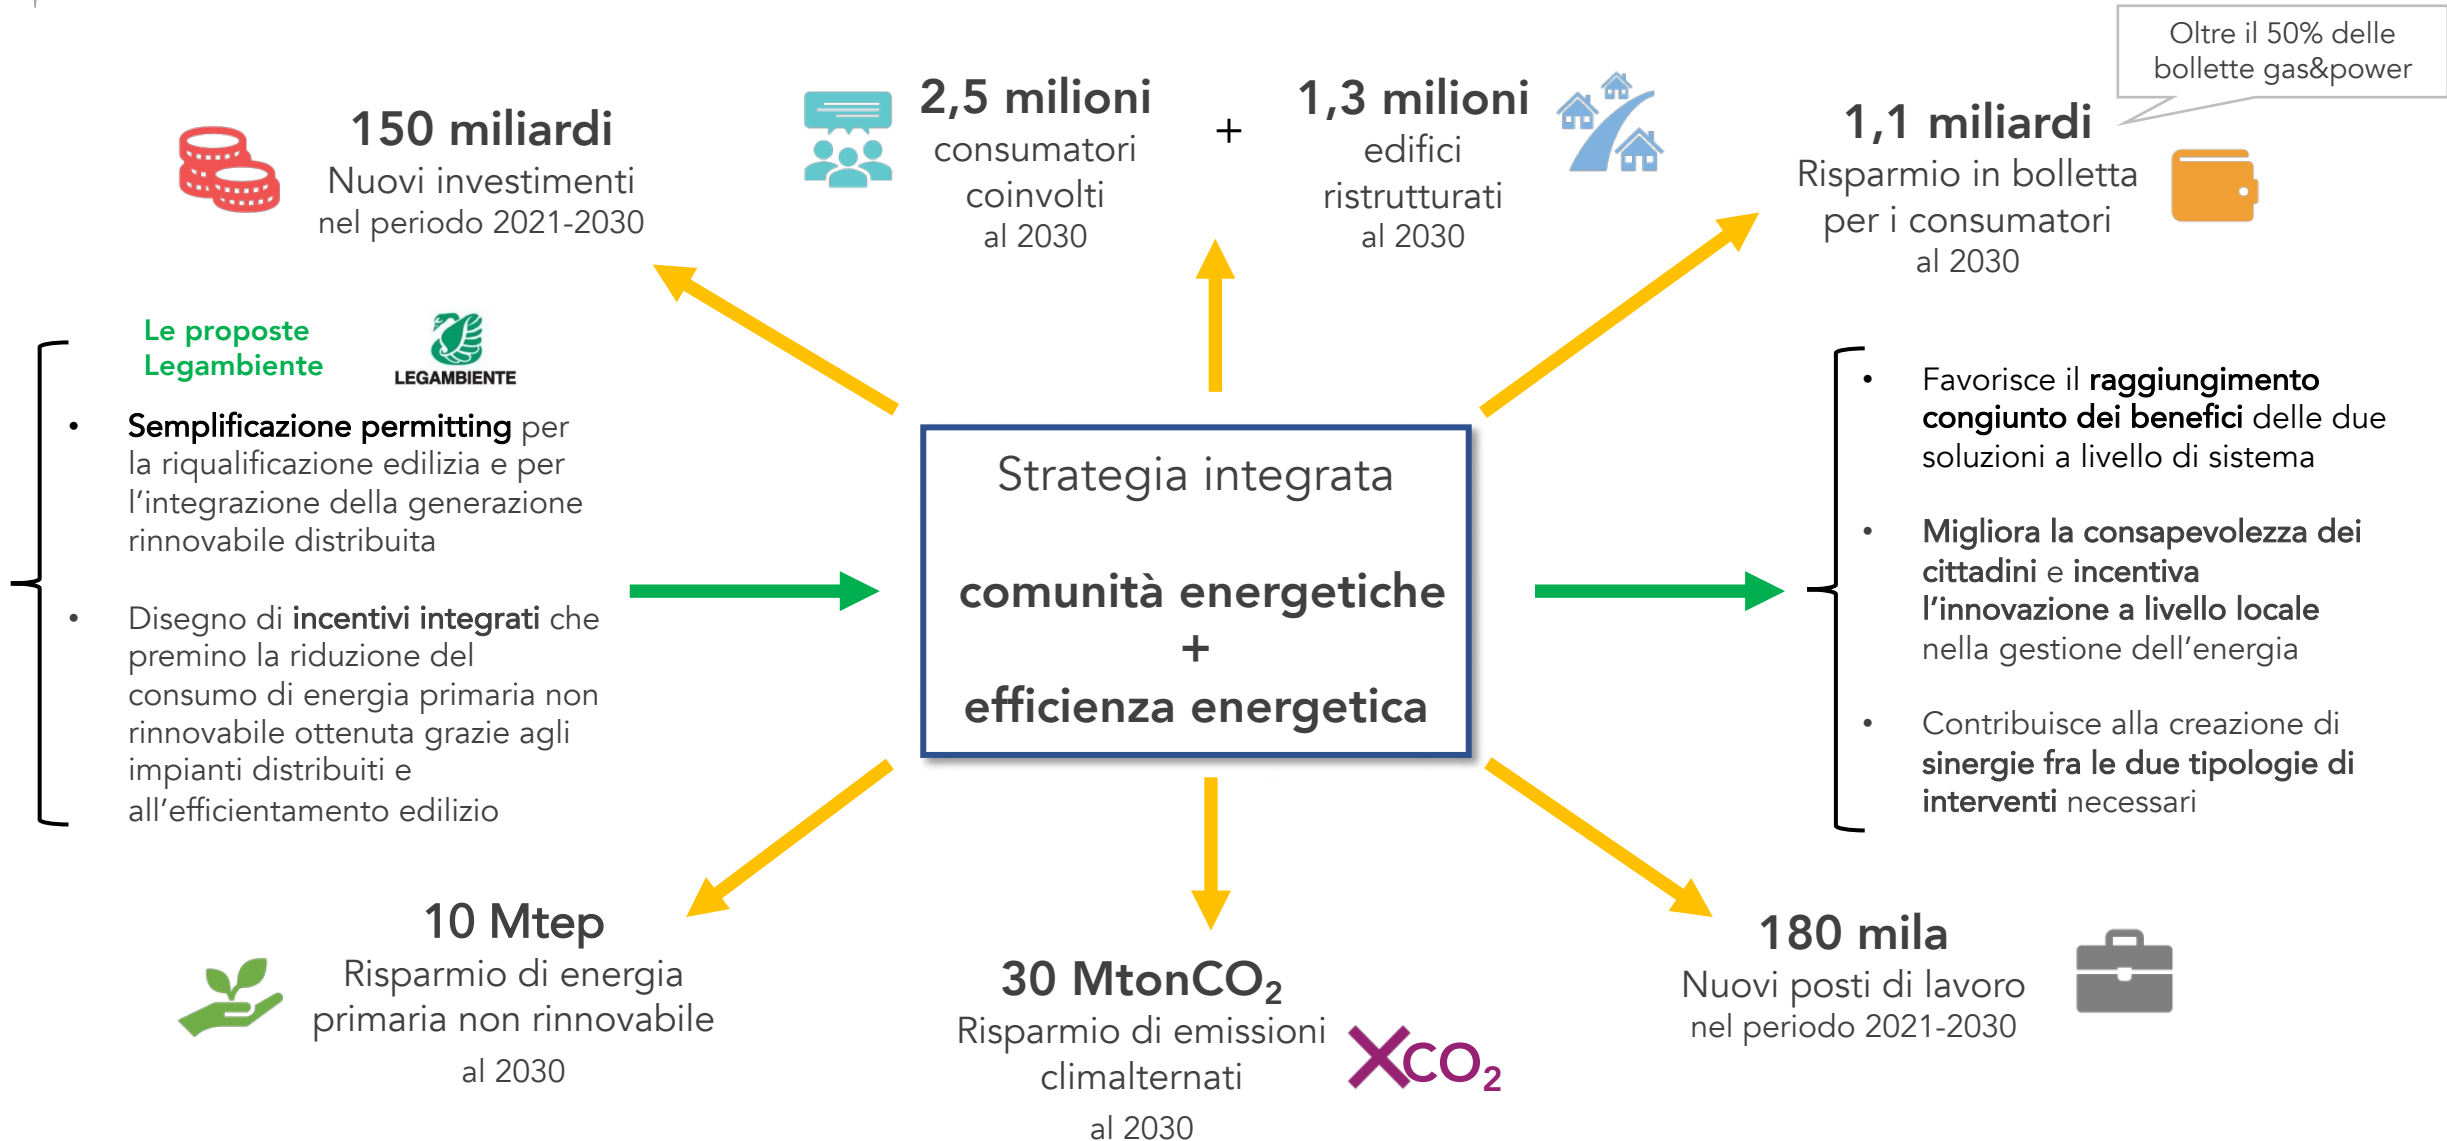 Oltre il 50% delle
bollette gas&power
150 miliardi
Nuovi investimenti
nel periodo 2021-2030
2,5 milioni
consumatori
coinvolti
al 2030
+
1,3 milioni
edifici
ristrutturati
al 2030
1,1 miliardi
Risparmio in bolletta
per i consumatori
al 2030
Le proposte
Legambiente
LEGAMBIENTE
• Semplificazione permitting per
la riqualificazione edilizia e per
l'integrazione della generazione
rinnovabile distribuita
• Disegno di incentivi integrati che
premino la riduzione del
consumo di energia primaria non
rinnovabile ottenuta grazie agli
impianti distribuiti e
all'efficientamento edilizio
Strategia integrata
comunità energetiche
+
efficienza energetica
• Favorisce il raggiungimento
congiunto dei benefici delle due
soluzioni a livello di sistema
• Migliora la consapevolezza dei
cittadini e incentiva
l'innovazione a livello locale
nella gestione dell'energia
• Contribuisce alla creazione di
sinergie fra le due tipologie di
interventi necessari
10 Mtep
Risparmio di energia
primaria non rinnovabile
al 2030
30 MtonCO₂
Risparmio di emissioni
climalternati
al 2030
CO₂
180 mila
Nuovi posti di lavoro
nel periodo 2021-2030